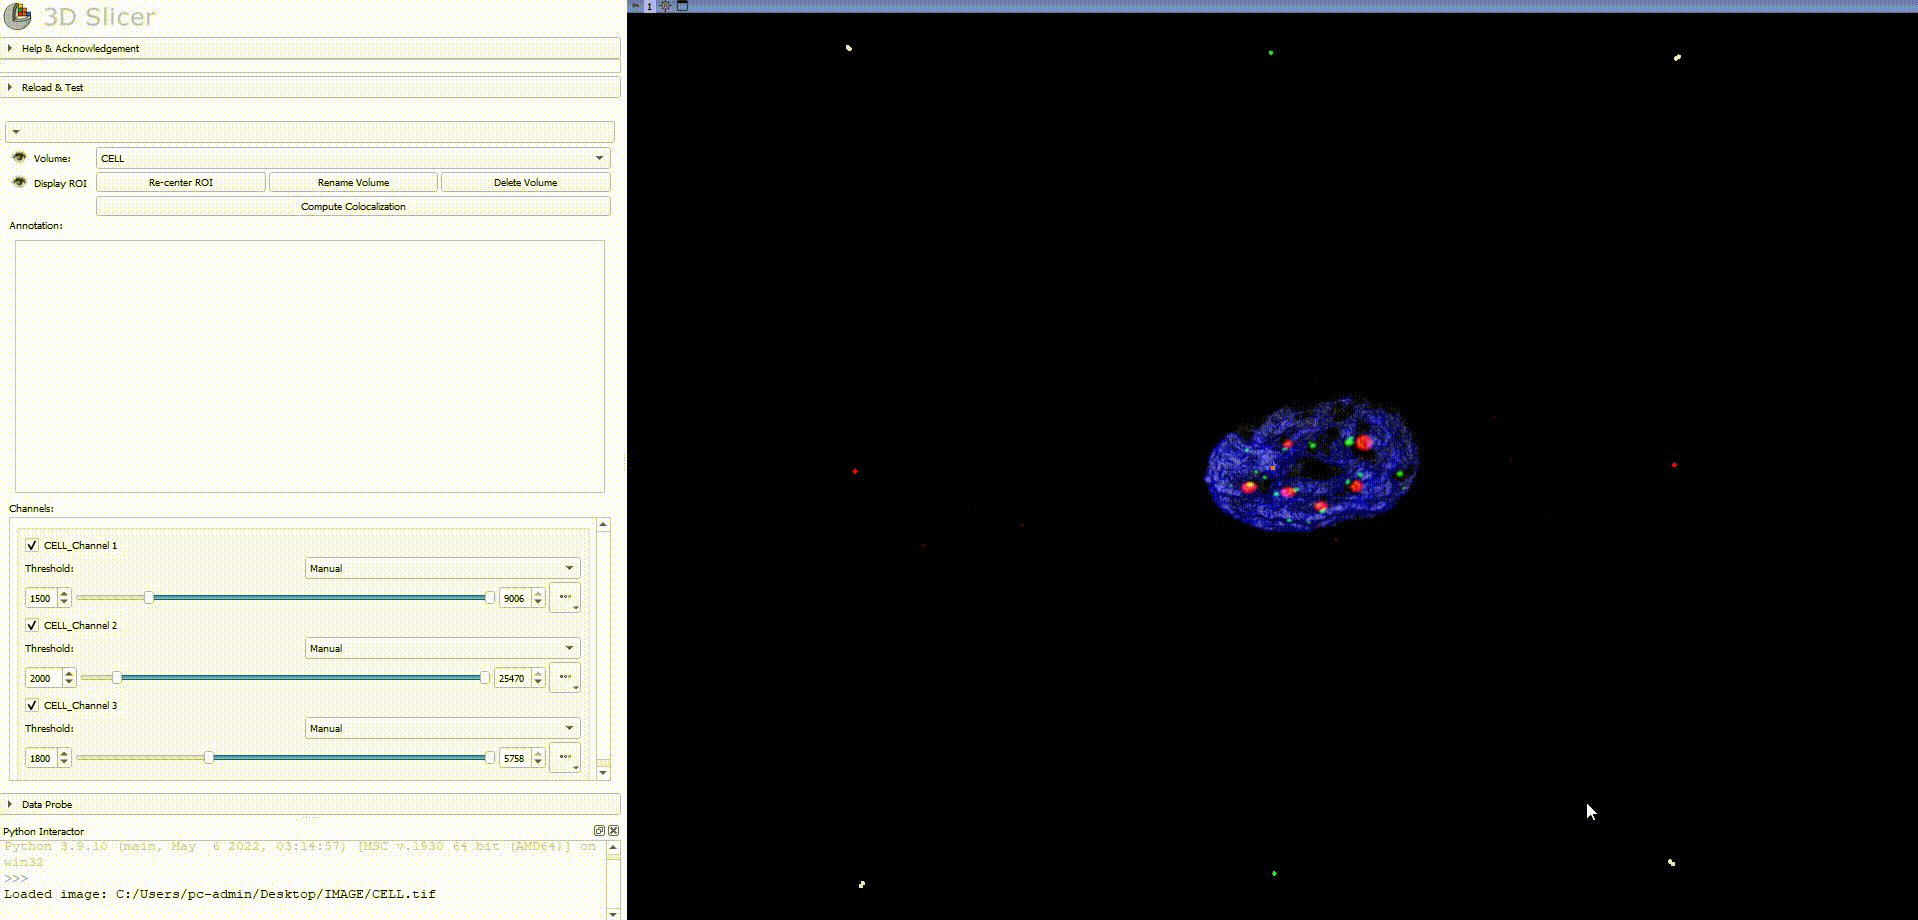 3D Slicer
1
Help & Acknowledgement
Reload & Test
Volume:
CELL
Display ROI
Re-center ROI
Rename Volume
Delete Volume
Compute Colocalization
Annotation:
Channels:
CELL_Channel 1
Threshold:
Manual
1500
9006
CELL_Channel 2
Threshold:
Manual
2000
25470
CELL_Channel 3
Threshold:
Manual
1800
5758
Data Probe
Python Interactor
Python 3.9.10 (main, May  6 2022, 03:14:57) [MSC v.1930 64 bit (AMD64)] on
win32
>>>
Loaded image: C:/Users/pc-admin/Desktop/IMAGE/CELL.tif